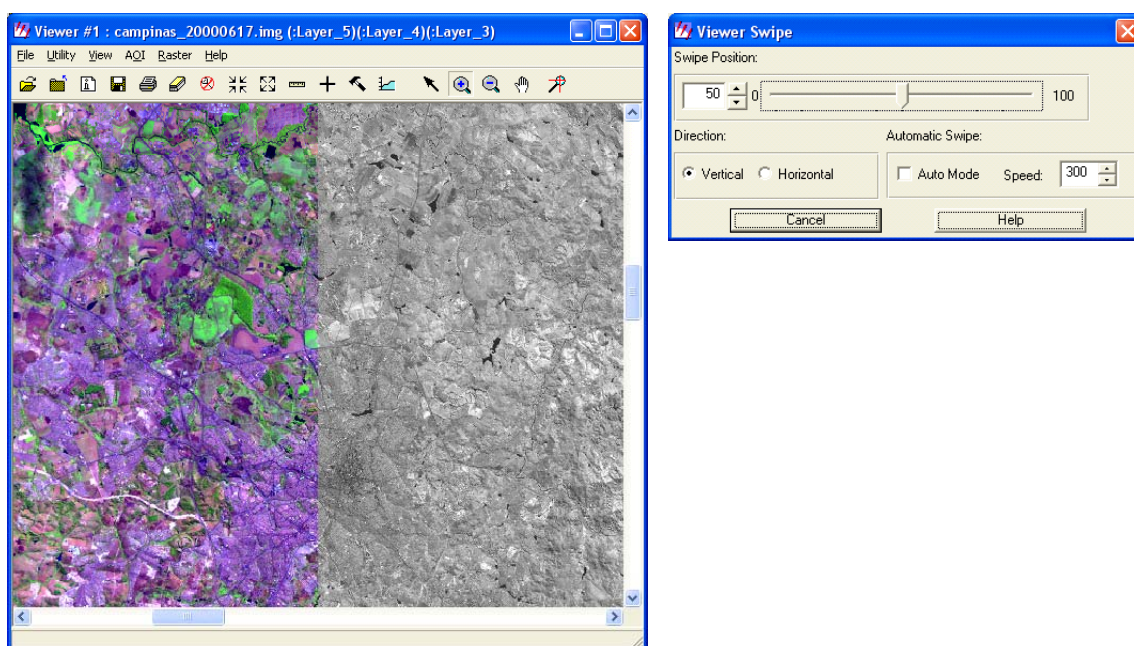 Viewer #1 : campinas_20000617.img (:Layer_5)(:Layer_4)(:Layer_3)
File Utility View AOI Raster Help
Viewer Swipe
Swipe Position:
50 0 100
Direction: Automatic Swipe:
Vertical Horizontal Auto Mode Speed: 300
Cancel Help